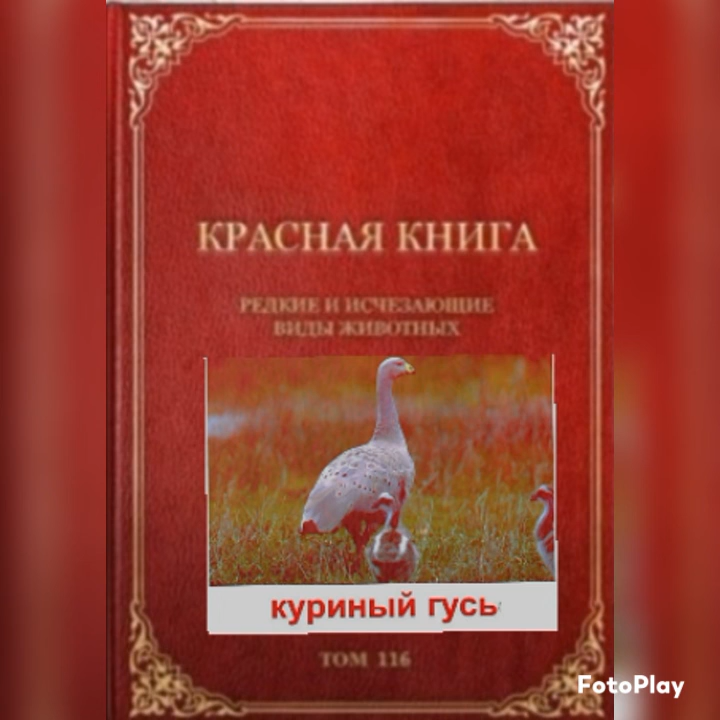 КРАСНАЯ КНИГА
РЕДКИЕ И ИСЧЕЗАЮЩИЕ
ВИДЫ ЖИВОТНЫХ
куриный гусь
ТОМ 116
FotoPlay